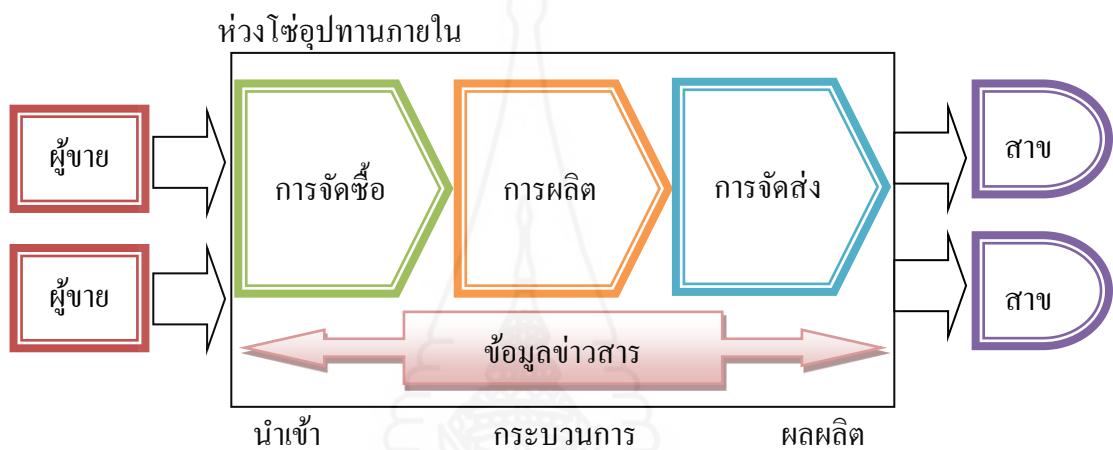 ห่วงโซ่อุปทานภายใน
ผู้ขาย
การจัดซื้อ
การผลิต
การจัดส่ง
สาข
ผู้ขาย
สาข
ข้อมูลข่าวสาร
นำเข้า
กระบวนการ
ผลผลิต